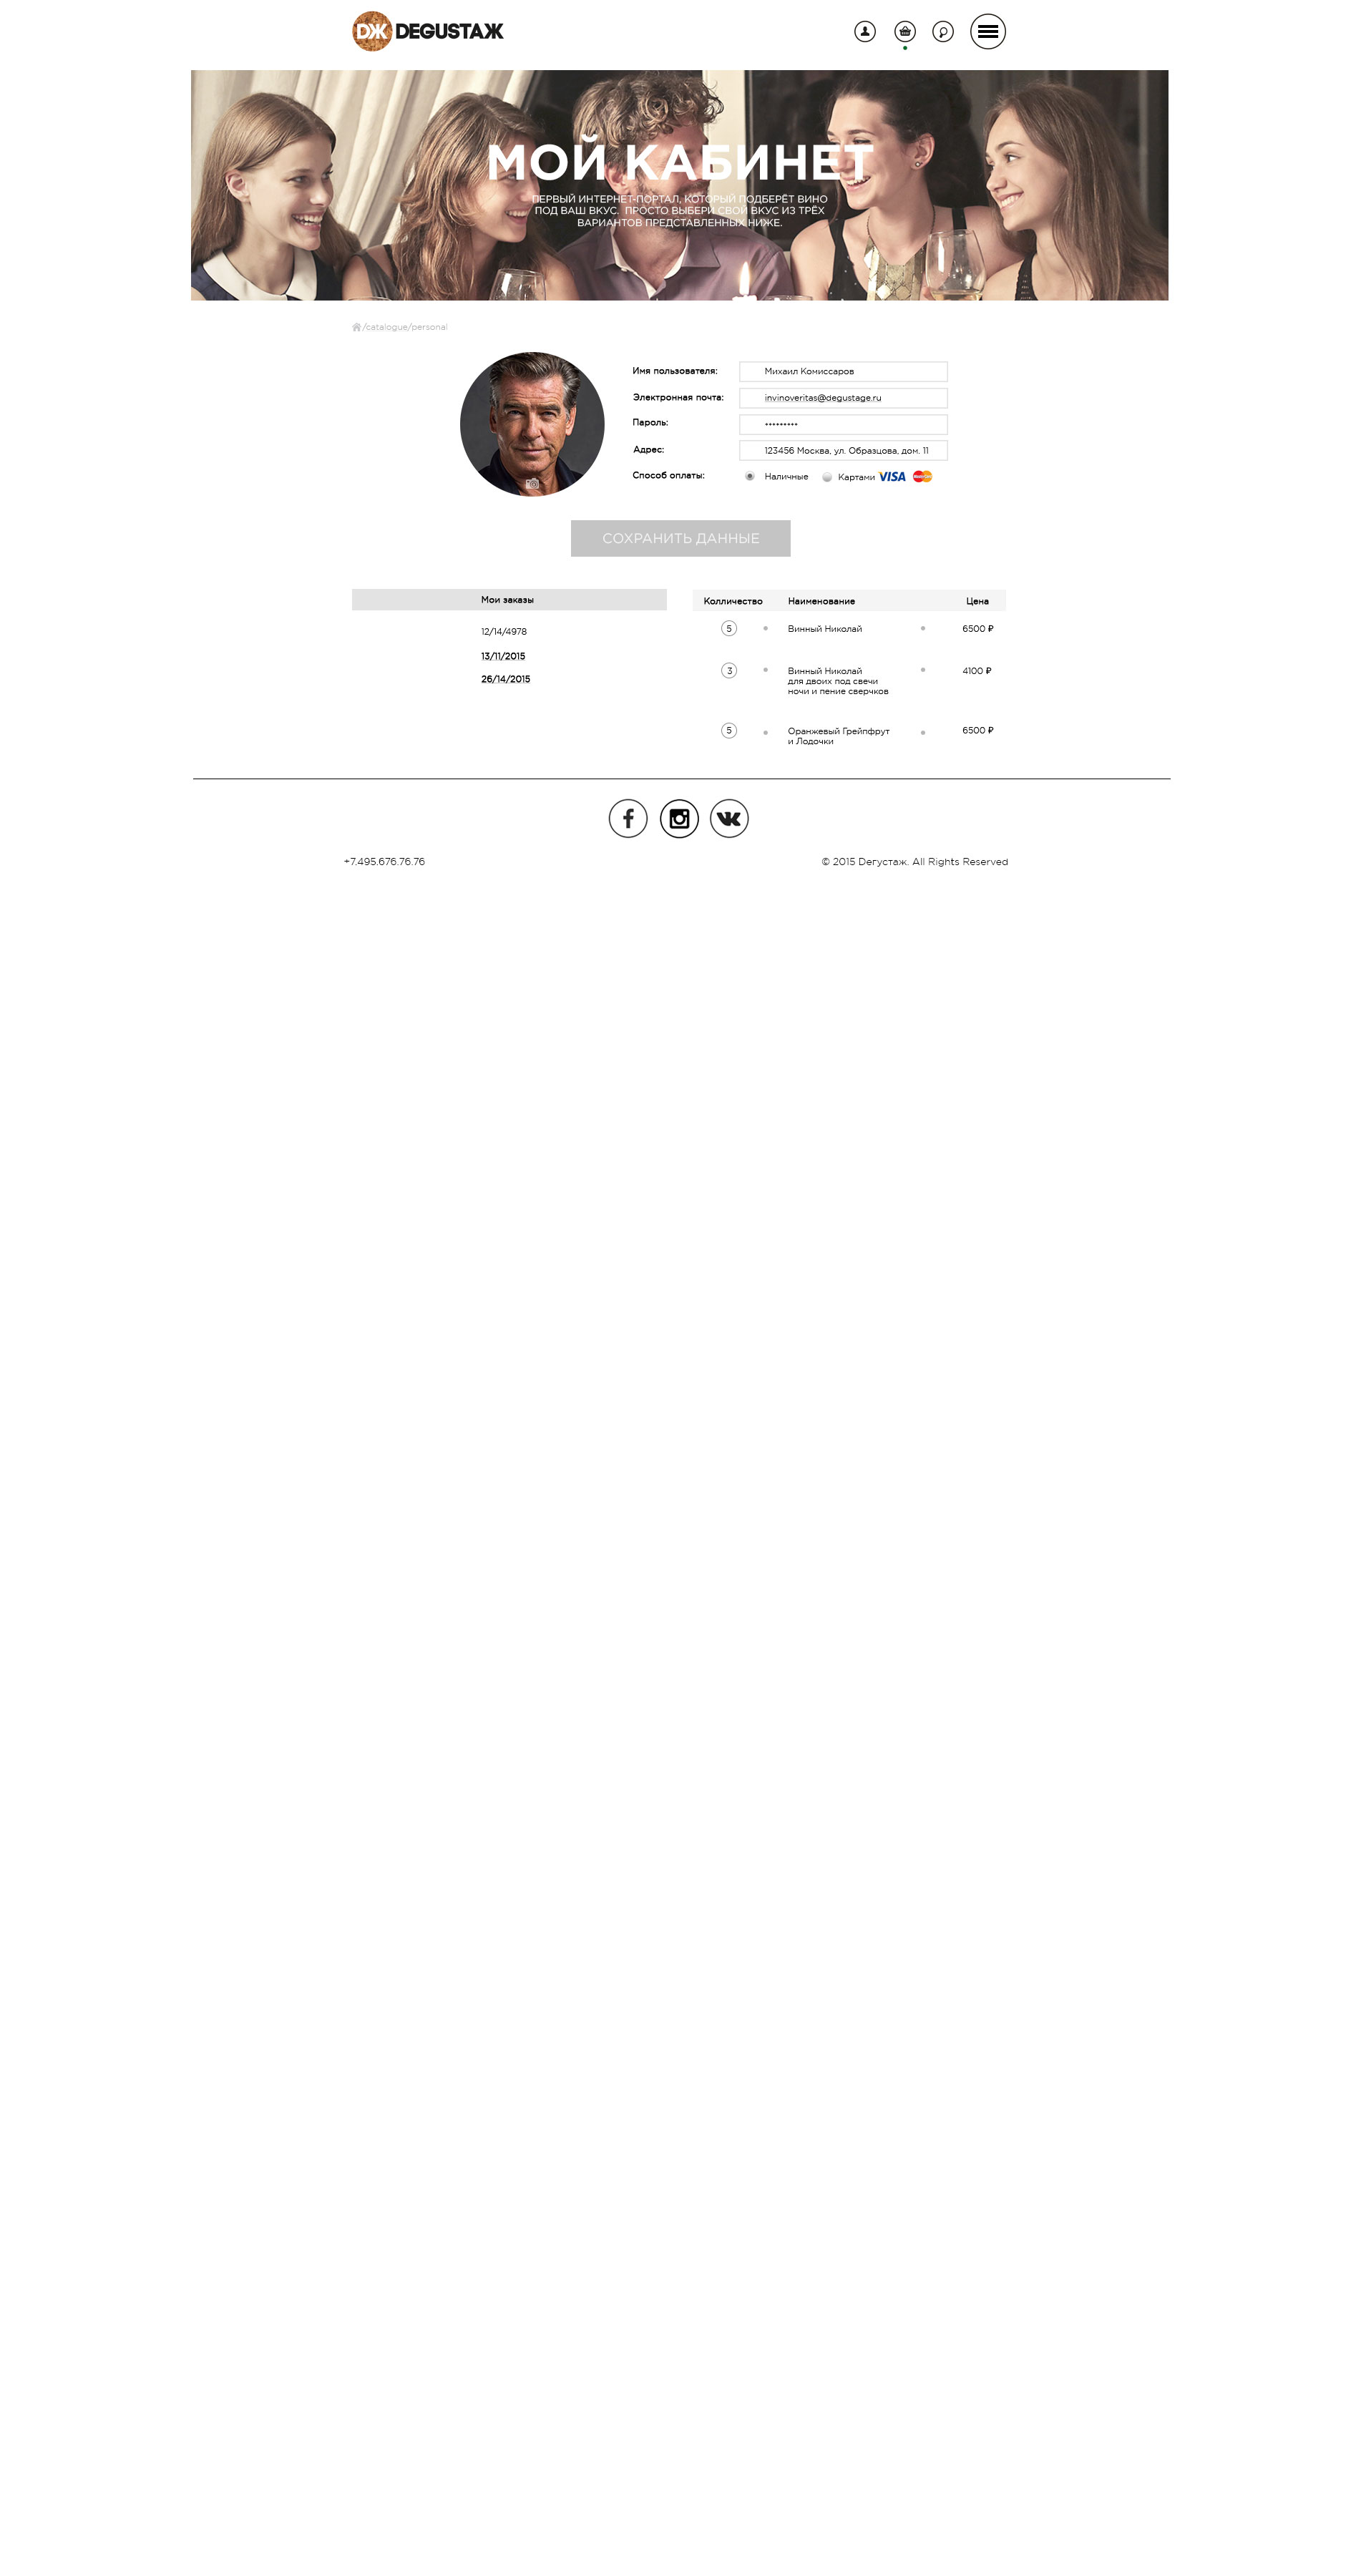 ДЖ DEGUSTАЖ
МОЙ КАБИНЕТ
ПЕРВЫЙ ИНТЕРНЕТ-ПОРТАЛ, КОТОРЫЙ ПОДБЕРЁТ ВИНО
ПОД ВАШ ВКУС. ПРОСТО ВЫБЕРИ СВОЙ ВКУС ИЗ ТРЁХ
ВАРИАНТОВ ПРЕДСТАВЛЕННЫХ НИЖЕ.
/catalogue/personal
Имя пользователя: Михаил Комиссаров
Электронная почта: invinoveritas@degustage.ru
Пароль: •••••••••
Адрес: 123456 Москва, ул. Образцова, дом. 11
Способ оплаты: Наличные Картами VISA MasterCard
СОХРАНИТЬ ДАННЫЕ
Мои заказы
12/14/4978
13/11/2015
26/14/2015
Колличество Наименование Цена
5 Винный Николай 6500 ₽
3 Винный Николай 4100 ₽
для двоих под свечи
ночи и пение сверчков
5 Оранжевый Грейпфрут 6500 ₽
и Лодочки
+7.495.676.76.76 © 2015 Dегустаж. All Rights Reserved